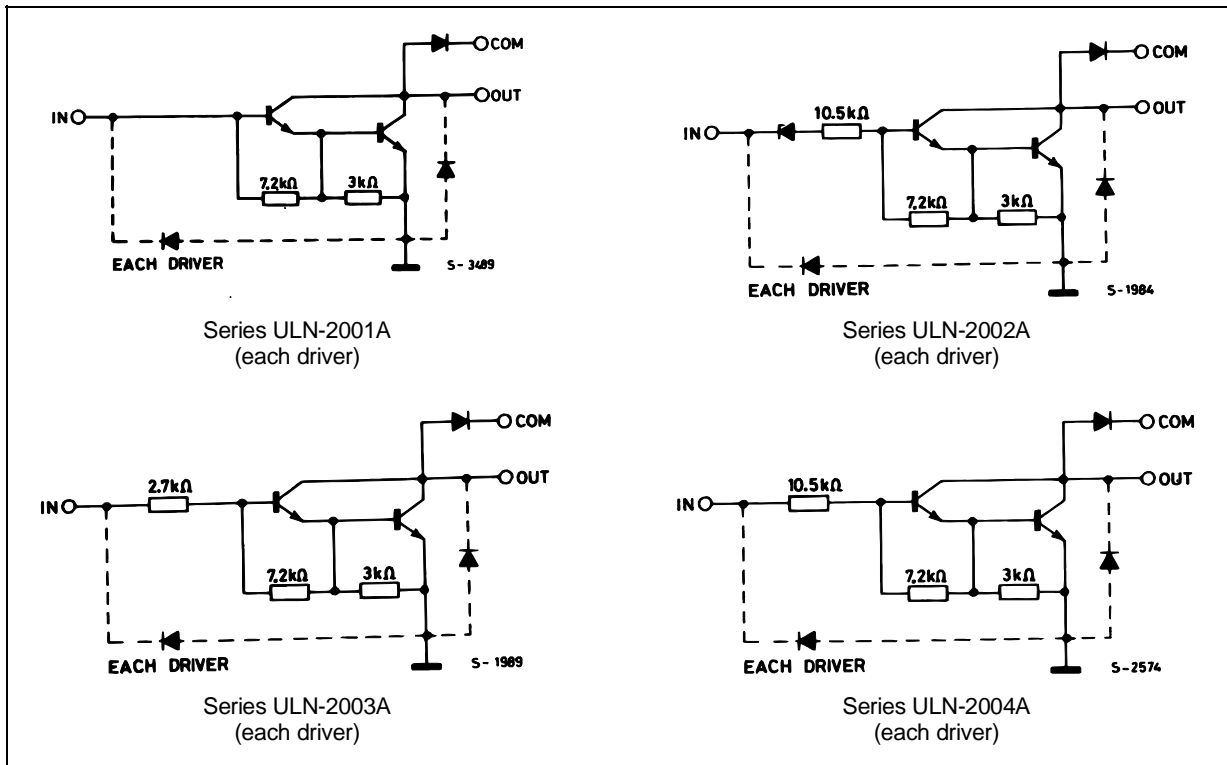 COM
OUT
IN
7.2kΩ 3kΩ
EACH DRIVER S-3489
Series ULN-2001A
(each driver)
COM
OUT
10.5kΩ
IN
7.2kΩ 3kΩ
EACH DRIVER S-1984
Series ULN-2002A
(each driver)
COM
OUT
2.7kΩ
IN
7.2kΩ 3kΩ
EACH DRIVER S-1989
Series ULN-2003A
(each driver)
COM
OUT
10.5kΩ
IN
7.2kΩ 3kΩ
EACH DRIVER S-2574
Series ULN-2004A
(each driver)